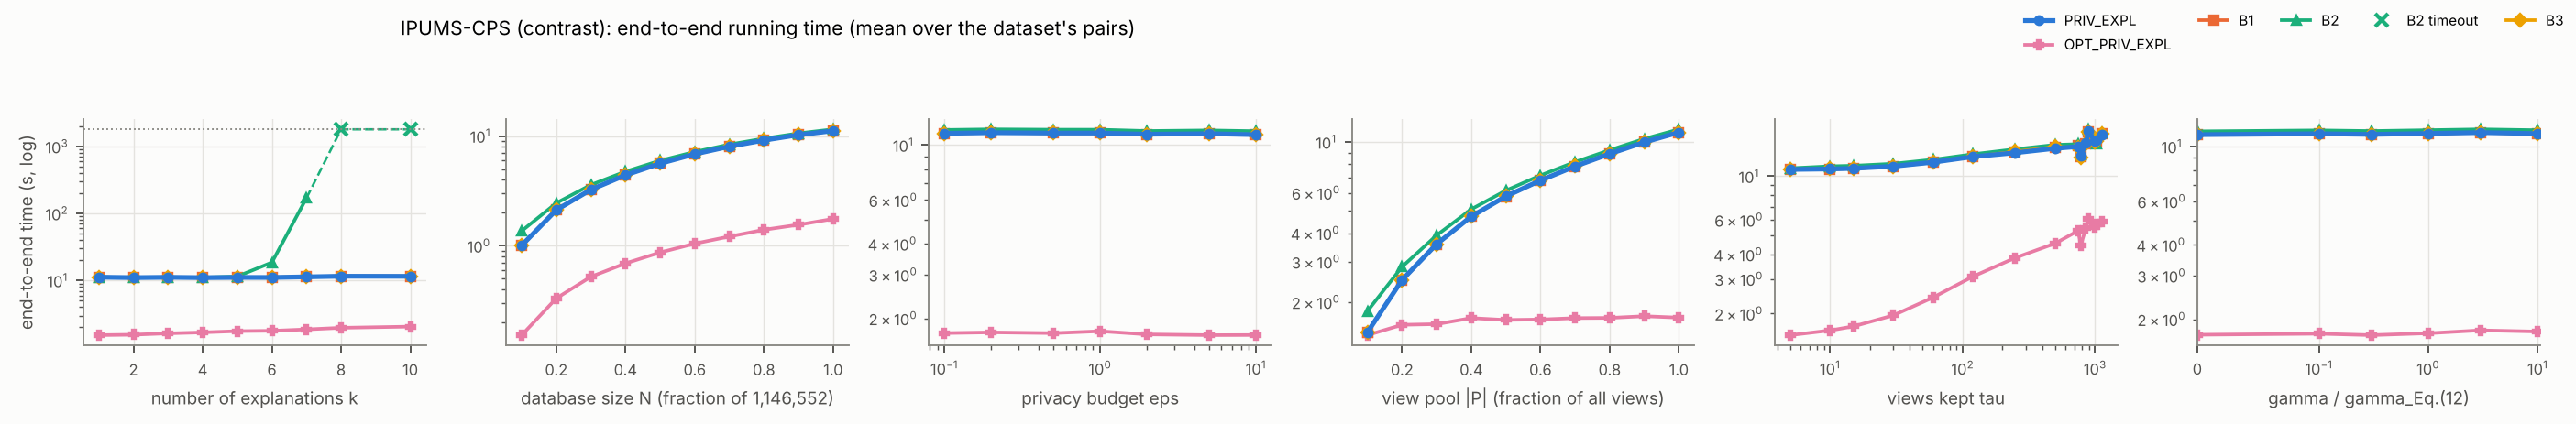 IPUMS-CPS (contrast): end-to-end running time (mean over the dataset's pairs)
PRIV_EXPL B1 B2 B2 timeout B3
OPT_PRIV_EXPL
end-to-end time (s, log)
10³
10²
10¹
2 4 6 8 10
number of explanations k
10¹
10⁰
0.2 0.4 0.6 0.8 1.0
database size N (fraction of 1,146,552)
10¹
6 × 10⁰
4 × 10⁰
3 × 10⁰
2 × 10⁰
10⁻¹ 10⁰ 10¹
privacy budget eps
10¹
6 × 10⁰
4 × 10⁰
3 × 10⁰
2 × 10⁰
0.2 0.4 0.6 0.8 1.0
view pool |P| (fraction of all views)
10¹
6 × 10⁰
4 × 10⁰
3 × 10⁰
2 × 10⁰
10¹ 10² 10³
views kept tau
10¹
6 × 10⁰
4 × 10⁰
3 × 10⁰
2 × 10⁰
0 10⁻¹ 10⁰ 10¹
gamma / gamma_Eq.(12)